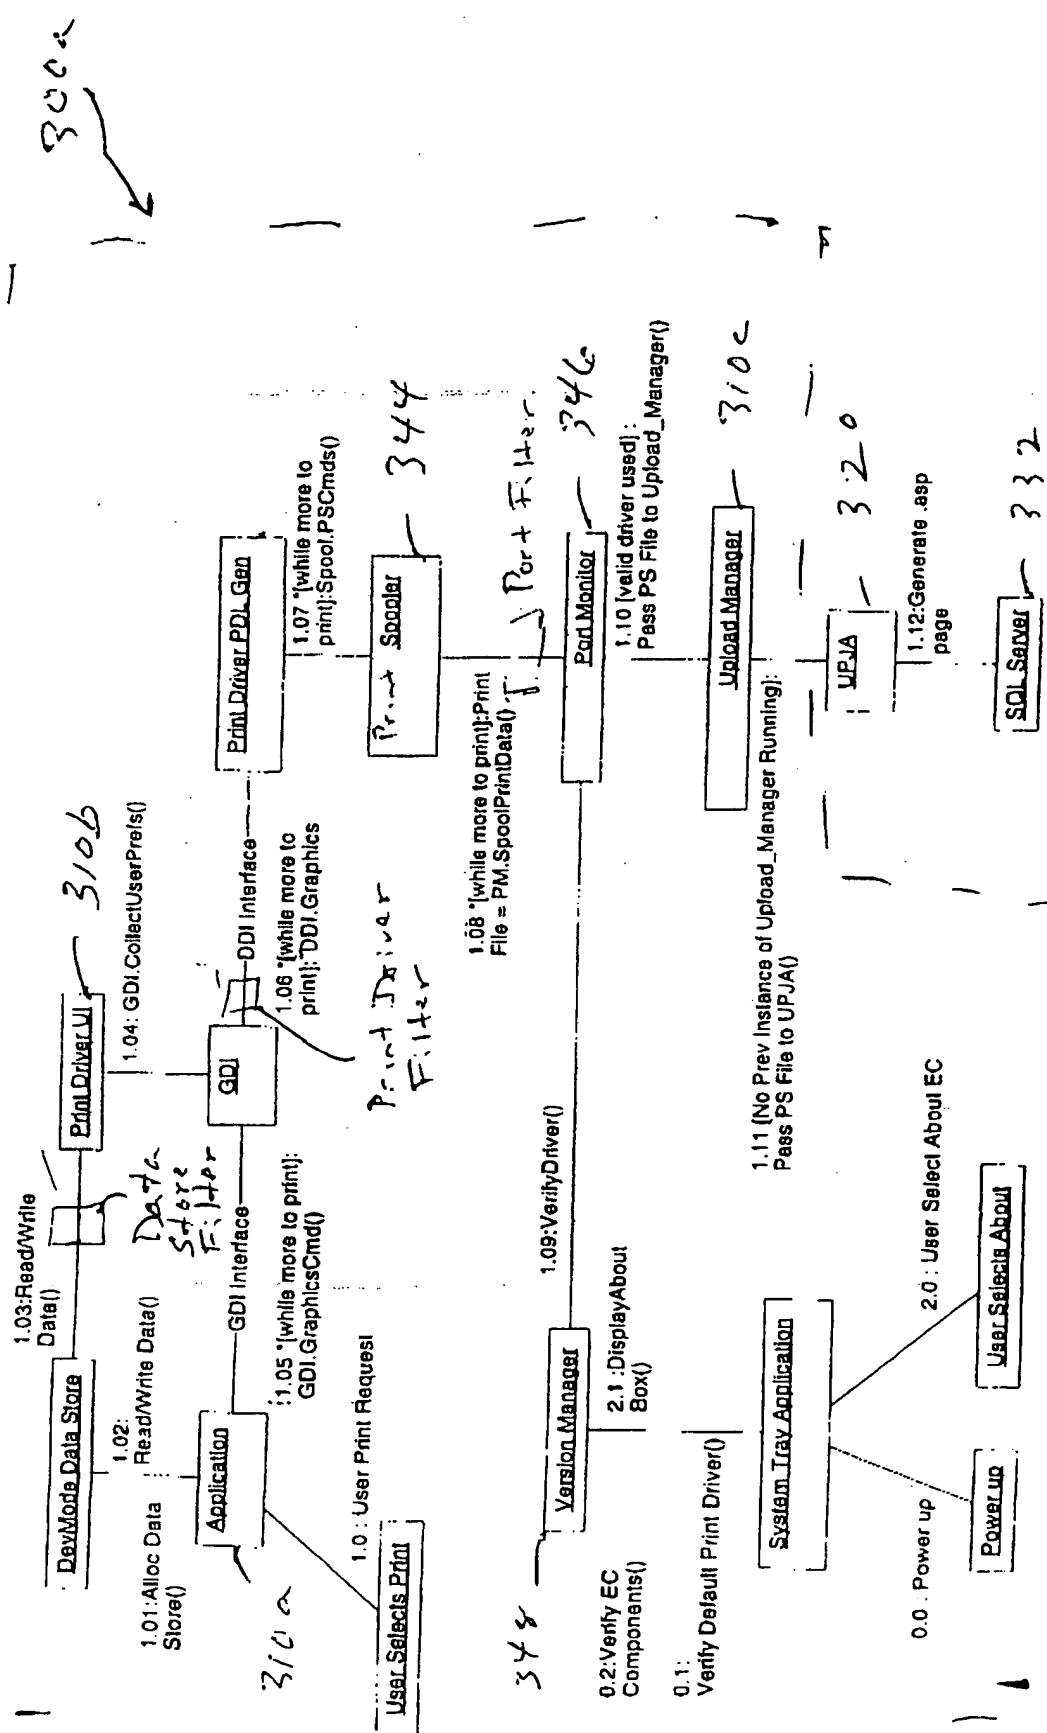 300a
1.03:Read/Write
Data()
DevMode Data Store
Print Driver UI
310b
1.02:
Read/Write Data()
1.01:Alloc Data
Store()
Data
Store
Filter
1.04: GDI.CollectUserPrefs()
Application
310a
GDI Interface
GDI
DDI Interface
Print Driver PDL Gen
1.05 *[while more to print]:
GDI.GraphicsCmd()
1.06 *[while more to
print]: DDI.Graphics
1.07 *[while more to
print]:Spool.PSCmds()
Print Driver
Filter
1.0 : User Print Request
User Selects Print
Print Spooler
344
1.08 *[while more to print]:Print
File = PM.SpoolPrintData()
Port Filter
348
Version Manager
1.09:VerifyDriver()
Port Monitor
346
0.2:Verify EC
Components()
2.1 :DisplayAbout
Box()
1.10 [valid driver used] :
Pass PS File to Upload_Manager()
0.1:
Verify Default Print Driver()
Upload Manager
310c
System Tray Application
1.11 [No Prev Instance of Upload_Manager Running]:
Pass PS File to UPJA()
UPJA
320
0.0 : Power up
2.0 : User Select About EC
1.12:Generate .asp
page
Power up
User Selects About
SQL Server
332